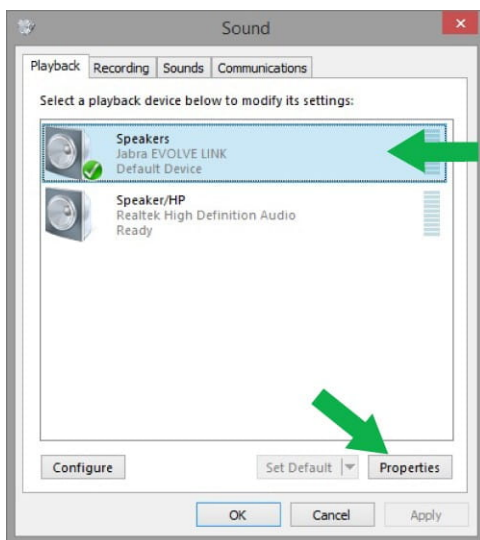 Sound
Playback Recording Sounds Communications
Select a playback device below to modify its settings:
Speakers
Jabra EVOLVE LINK
Default Device
Speaker/HP
Realtek High Definition Audio
Ready
Configure Set Default Properties
OK Cancel Apply